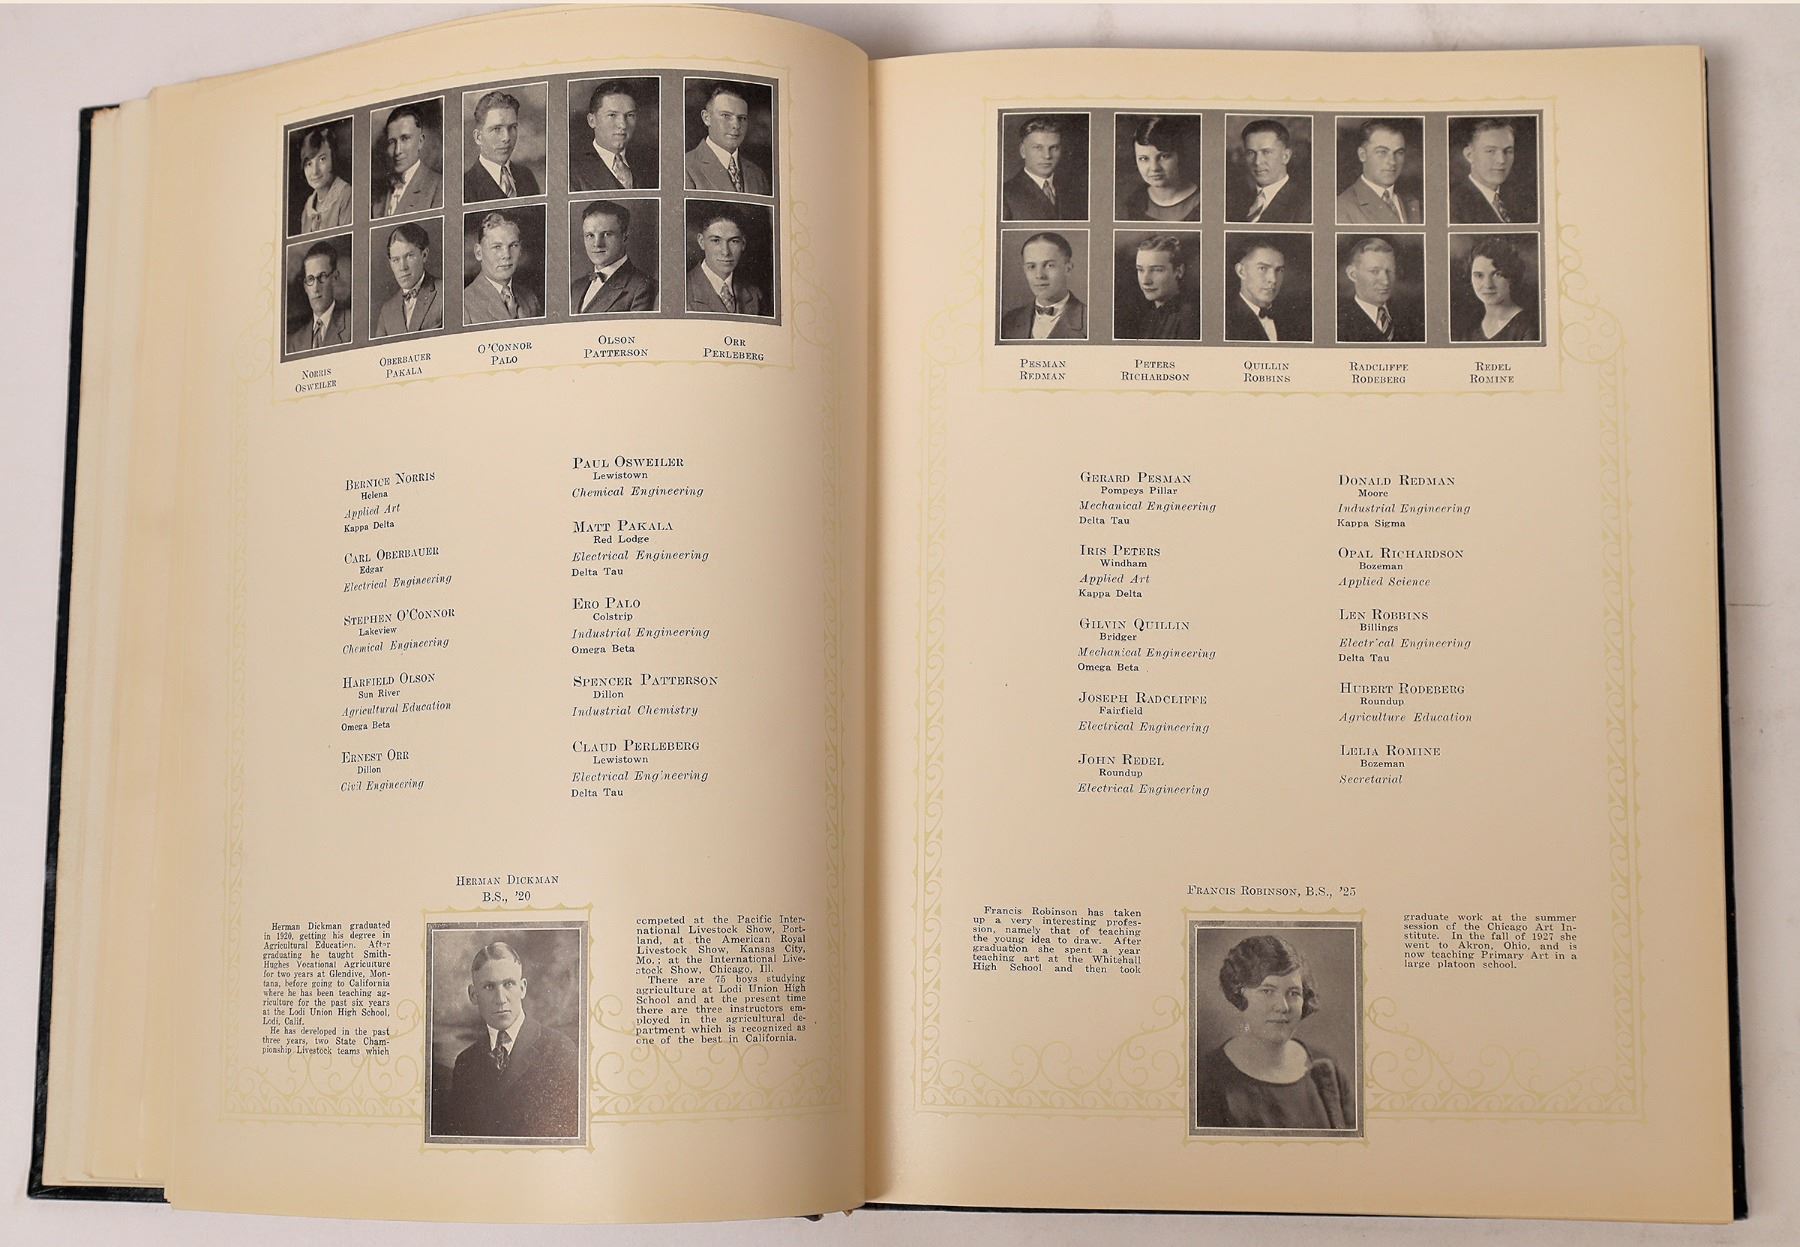 Norris
Osweiler
Oberbauer
Pakala
O'Connor
Palo
Olson
Patterson
Orr
Perleberg
Bernice Norris
Helena
Applied Art
Kappa Delta
Carl Oberbauer
Edgar
Electrical Engineering
Stephen O'Connor
Lakeview
Chemical Engineering
Harfield Olson
Sun River
Agricultural Education
Omega Beta
Ernest Orr
Dillon
Civil Engineering
Paul Osweiler
Lewistown
Chemical Engineering
Matt Pakala
Red Lodge
Electrical Engineering
Delta Tau
Ero Palo
Colstrip
Industrial Engineering
Omega Beta
Spencer Patterson
Dillon
Industrial Chemistry
Claud Perleberg
Lewistown
Electrical Engineering
Delta Tau
Herman Dickman
B.S., '20
Herman Dickman graduated
in 1920, getting his degree in
Agricultural Education. After
graduating he taught Smith-
Hughes Vocational Agriculture
for two years at Glendive, Mon-
tana, before going to California
where he has been teaching ag-
riculture for the past six years
at the Lodi Union High School,
Lodi, Calif.
He has developed in the past
three years, two State Cham-
pionship Livestock teams which
competed at the Pacific Inter-
national Livestock Show, Port-
land, at the American Royal
Livestock Show, Kansas City,
Mo.; at the International Live-
stock Show, Chicago, Ill.
There are 75 boys studying
agriculture at Lodi Union High
School and at the present time
there are three instructors em-
ployed in the agricultural de-
partment which is recognized as
one of the best in California.
Pesman
Redman
Peters
Richardson
Quillin
Robbins
Radcliffe
Rodeberg
Redel
Romine
Gerard Pesman
Pompeys Pillar
Mechanical Engineering
Delta Tau
Iris Peters
Windham
Applied Art
Kappa Delta
Gilvin Quillin
Bridger
Mechanical Engineering
Omega Beta
Joseph Radcliffe
Fairfield
Electrical Engineering
John Redel
Roundup
Electrical Engineering
Donald Redman
Moore
Industrial Engineering
Kappa Sigma
Opal Richardson
Bozeman
Applied Science
Len Robbins
Billings
Electrical Engineering
Delta Tau
Hubert Rodeberg
Roundup
Agriculture Education
Lelia Romine
Bozeman
Secretarial
Francis Robinson, B.S., '25
Francis Robinson has taken
up a very interesting profes-
sion, namely that of teaching
the young idea to draw. After
graduation she spent a year
teaching art at the Whitehall
High School and then took
graduate work at the summer
session of the Chicago Art In-
stitute. In the fall of 1927 she
went to Akron, Ohio, and is
now teaching Primary Art in a
large platoon school.